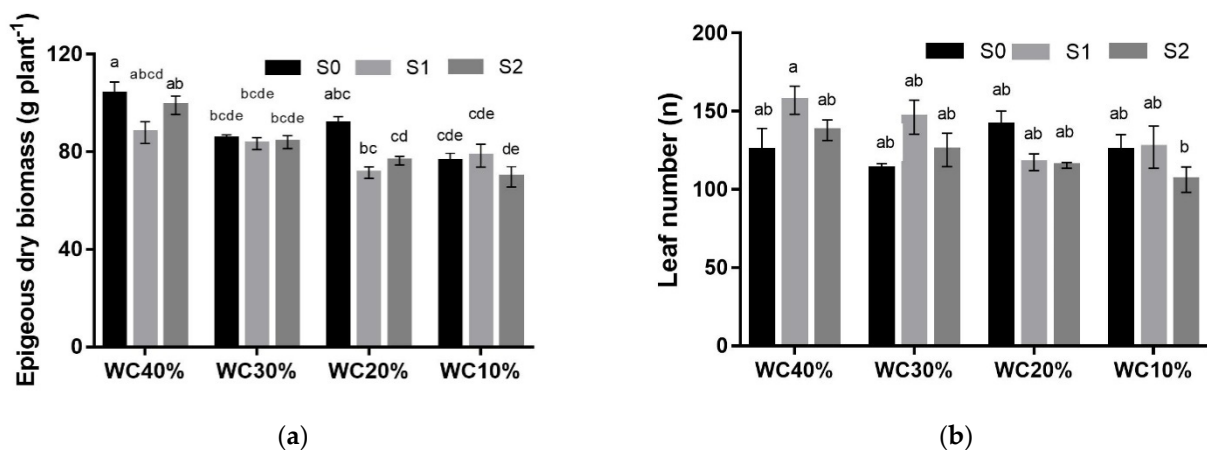 Epigeous dry biomass (g plant⁻¹)
120
80
40
0
S0 S1 S2
a abcd ab
bcde bcde bcde
abc bc cd
cde cde de
WC40% WC30% WC20% WC10%
(a)
Leaf number (n)
200
150
100
50
0
S0 S1 S2
ab a ab
ab ab ab
ab ab ab
ab ab b
WC40% WC30% WC20% WC10%
(b)